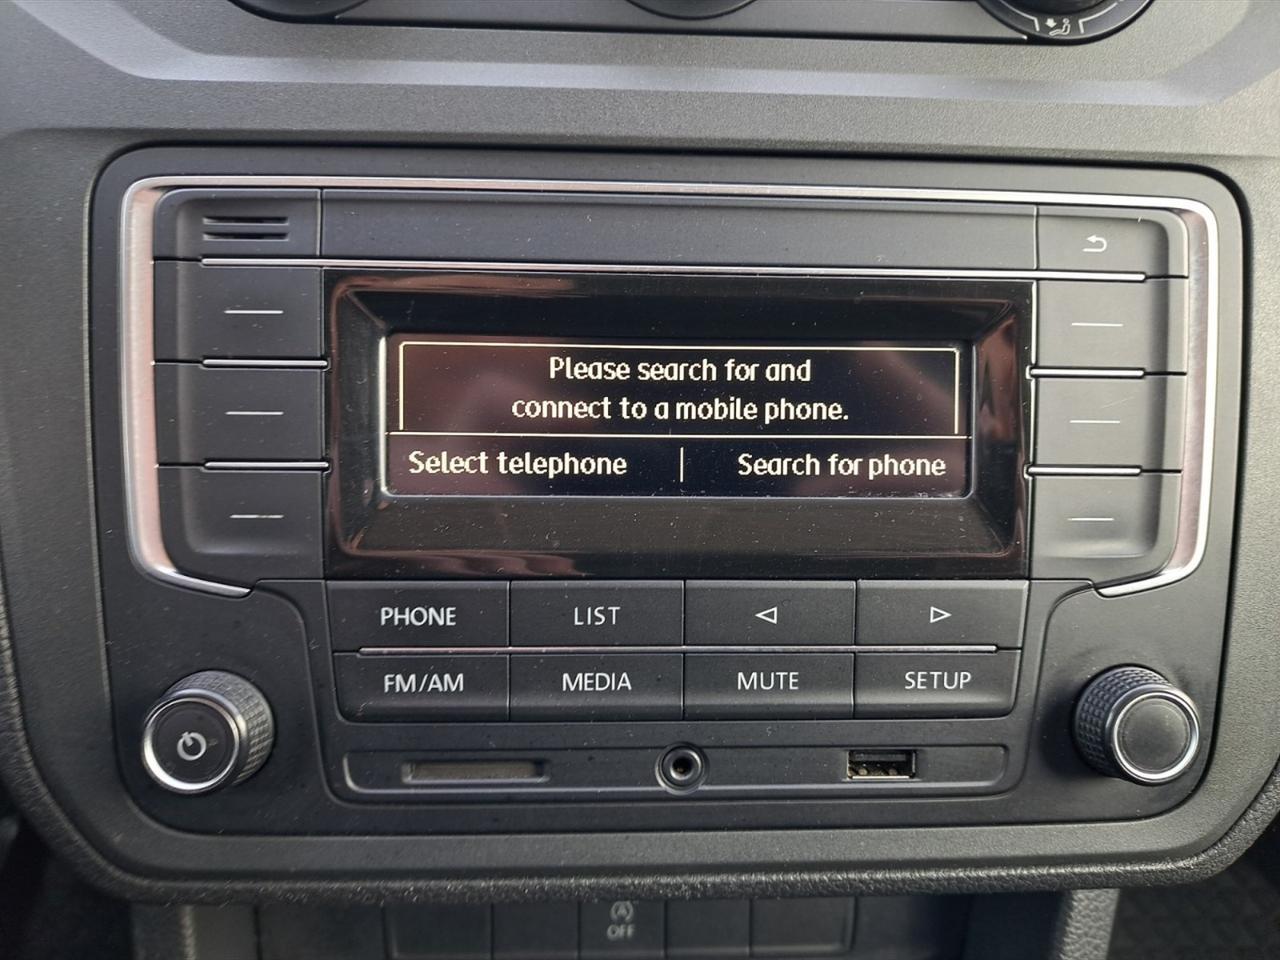 Please search for and
connect to a mobile phone.
Select telephone | Search for phone
PHONE LIST
FM/AM MEDIA MUTE SETUP
OFF